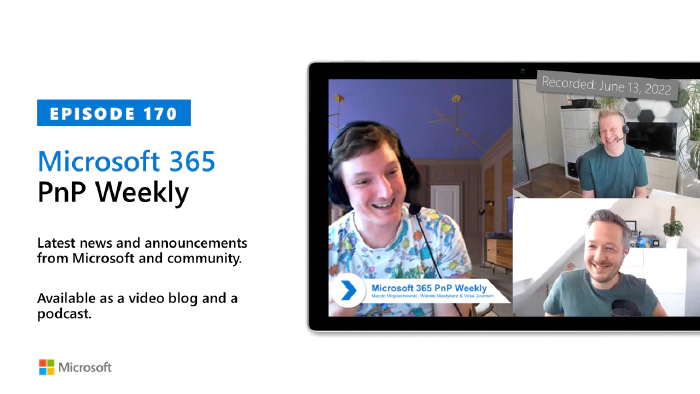 EPISODE 170
Microsoft 365
PnP Weekly
Latest news and announcements
from Microsoft and community.
Available as a video blog and a
podcast.
Microsoft
Recorded: June 13, 2022
Microsoft 365 PnP Weekly
Marcin Wojciechowski, Waldek Mastykarz & Vesa Juvonen